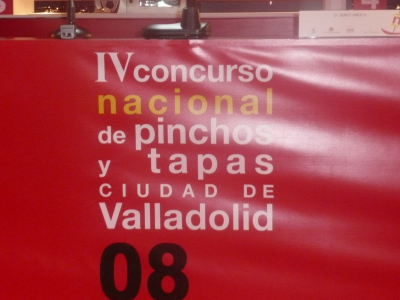 IV concurso
nacional
de pinchos
y tapas
CIUDAD DE
Valladolid
08